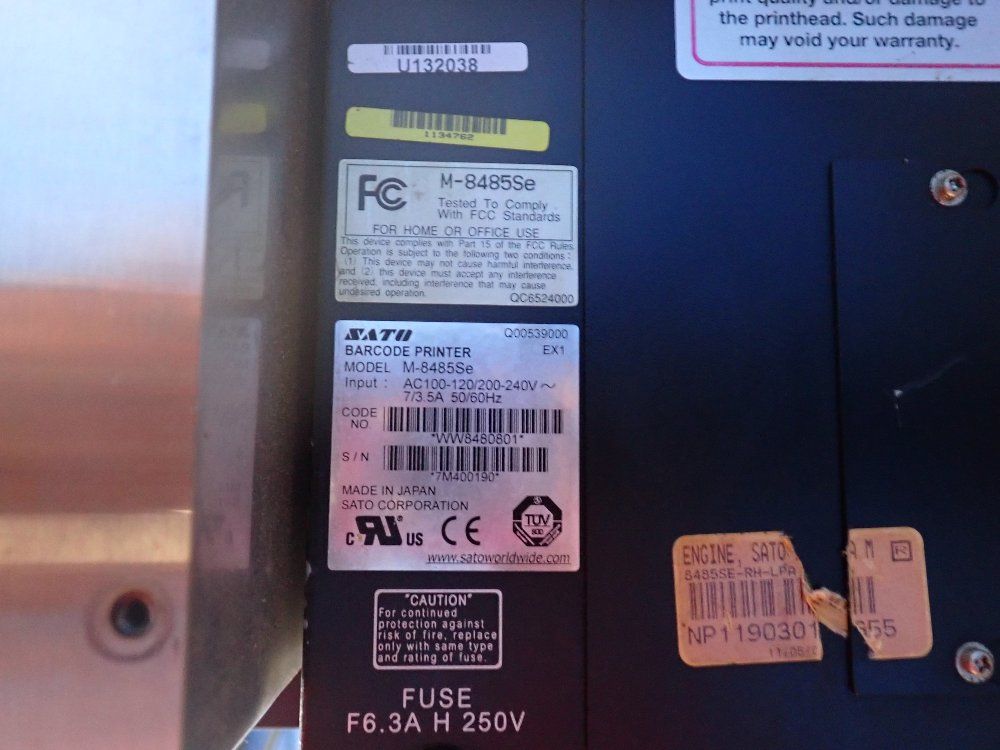 print quality and/or damage to
the printhead. Such damage
may void your warranty.
U132038
1134762
FC
M-8485Se
Tested To Comply
With FCC Standards
FOR HOME OR OFFICE USE
This device complies with Part 15 of the FCC Rules
Operation is subject to the following two conditions :
(1) This device may not cause harmful interference,
and (2) this device must accept any interference
received, including interference that may cause
undesired operation.
QC6524000
SATO
Q00539000
BARCODE PRINTER
EX1
MODEL M-8485Se
Input : AC100-120/200-240V～
7/3.5A 50/60Hz
CODE NO
*WW8480801*
S/N
*7M400190*
MADE IN JAPAN
SATO CORPORATION
c RU ® US CE TÜV
www.satoworldwide.com
"CAUTION"
For continued
protection against
risk of fire, replace
only with same type
and rating of fuse.
FUSE
F6.3A H 250V
ENGINE, SATO
8485SE-RH-LPA
*NP1190301
11/05/0
A M R
655